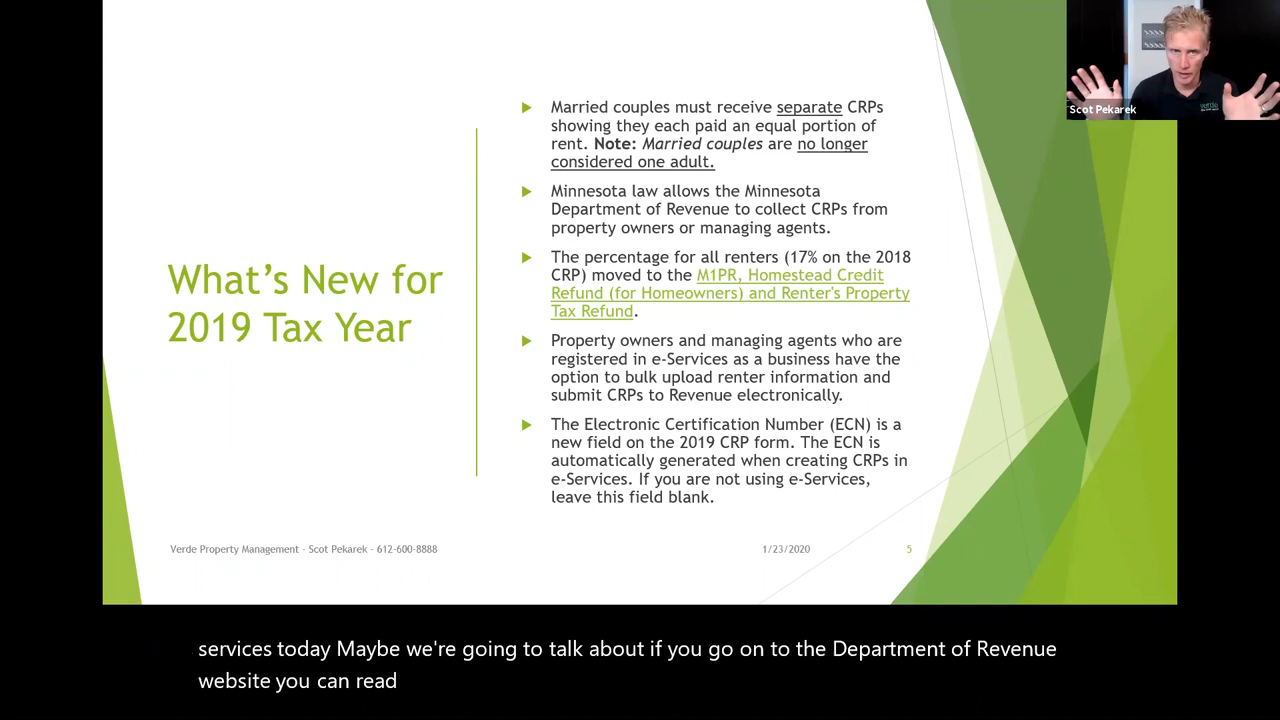 Married couples must receive separate CRPs
showing they each paid an equal portion of
rent. Note: Married couples are no longer
considered one adult.
Minnesota law allows the Minnesota
Department of Revenue to collect CRPs from
property owners or managing agents.
The percentage for all renters (17% on the 2018
CRP) moved to the M1PR, Homestead Credit
Refund (for Homeowners) and Renter's Property
Tax Refund.
Property owners and managing agents who are
registered in e-Services as a business have the
option to bulk upload renter information and
submit CRPs to Revenue electronically.
The Electronic Certification Number (ECN) is a
new field on the 2019 CRP form. The ECN is
automatically generated when creating CRPs in
e-Services. If you are not using e-Services,
leave this field blank.
What's New for
2019 Tax Year
Verde Property Management - Scot Pekarek - 612-600-8888
1/23/2020
5
Scot Pekarek
services today Maybe we're going to talk about if you go on to the Department of Revenue
website you can read